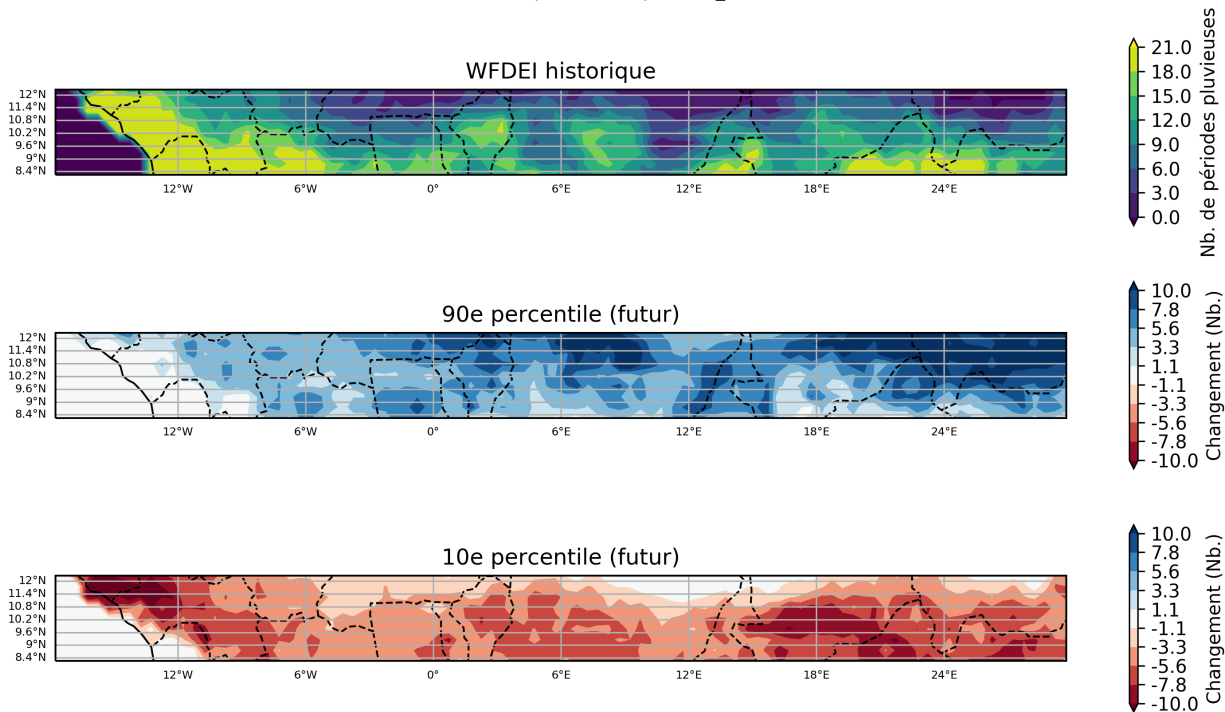 WFDEI historique
12°N
11.4°N
10.8°N
10.2°N
9.6°N
9°N
8.4°N
12°W 6°W 0° 6°E 12°E 18°E 24°E
21.0
18.0
15.0
12.0
9.0
6.0
3.0
0.0
Nb. de périodes pluvieuses
90e percentile (futur)
12°N
11.4°N
10.8°N
10.2°N
9.6°N
9°N
8.4°N
12°W 6°W 0° 6°E 12°E 18°E 24°E
10.0
7.8
5.6
3.3
1.1
-1.1
-3.3
-5.6
-7.8
-10.0
Changement (Nb.)
10e percentile (futur)
12°N
11.4°N
10.8°N
10.2°N
9.6°N
9°N
8.4°N
12°W 6°W 0° 6°E 12°E 18°E 24°E
10.0
7.8
5.6
3.3
1.1
-1.1
-3.3
-5.6
-7.8
-10.0
Changement (Nb.)